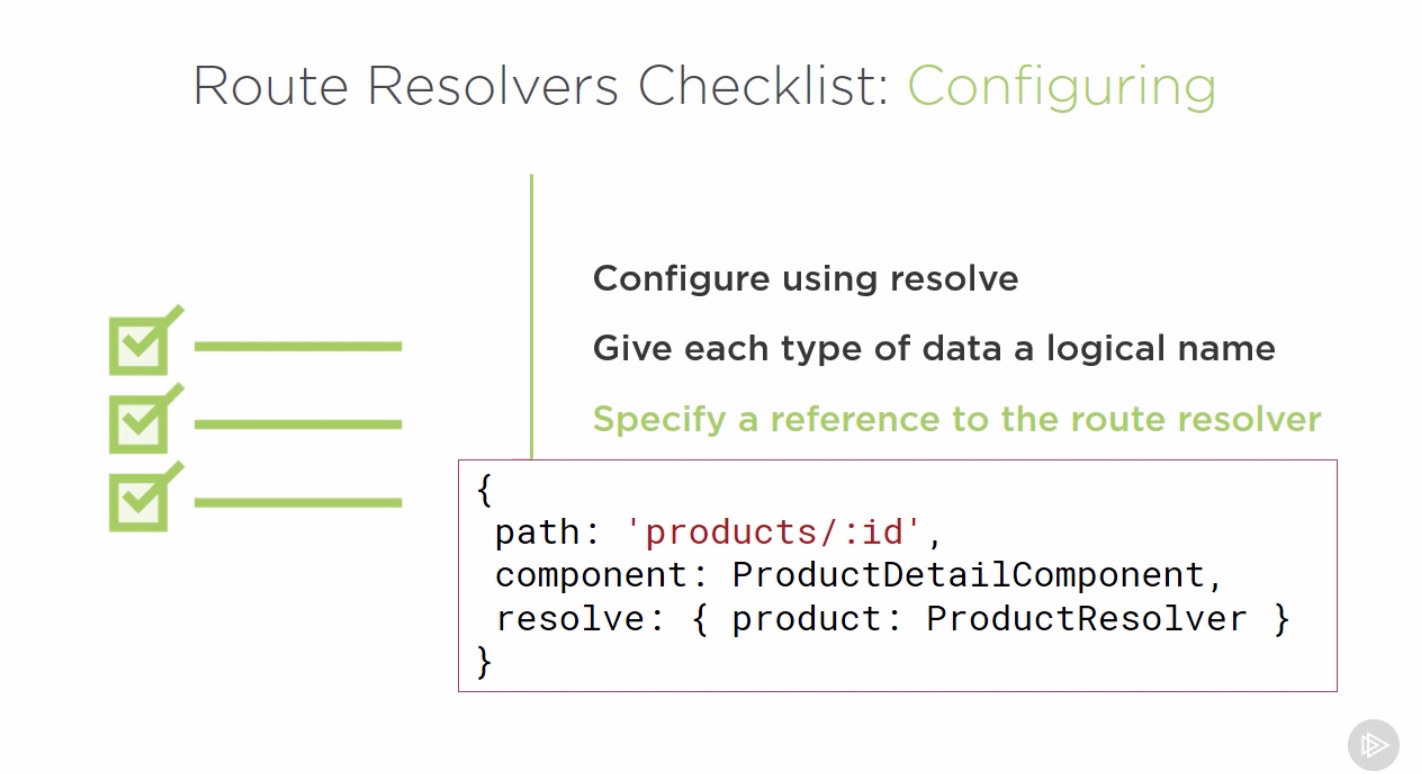 Route Resolvers Checklist: Configuring
Configure using resolve
Give each type of data a logical name
Specify a reference to the route resolver
{
path: 'products/:id',
component: ProductDetailComponent,
resolve: { product: ProductResolver }
}